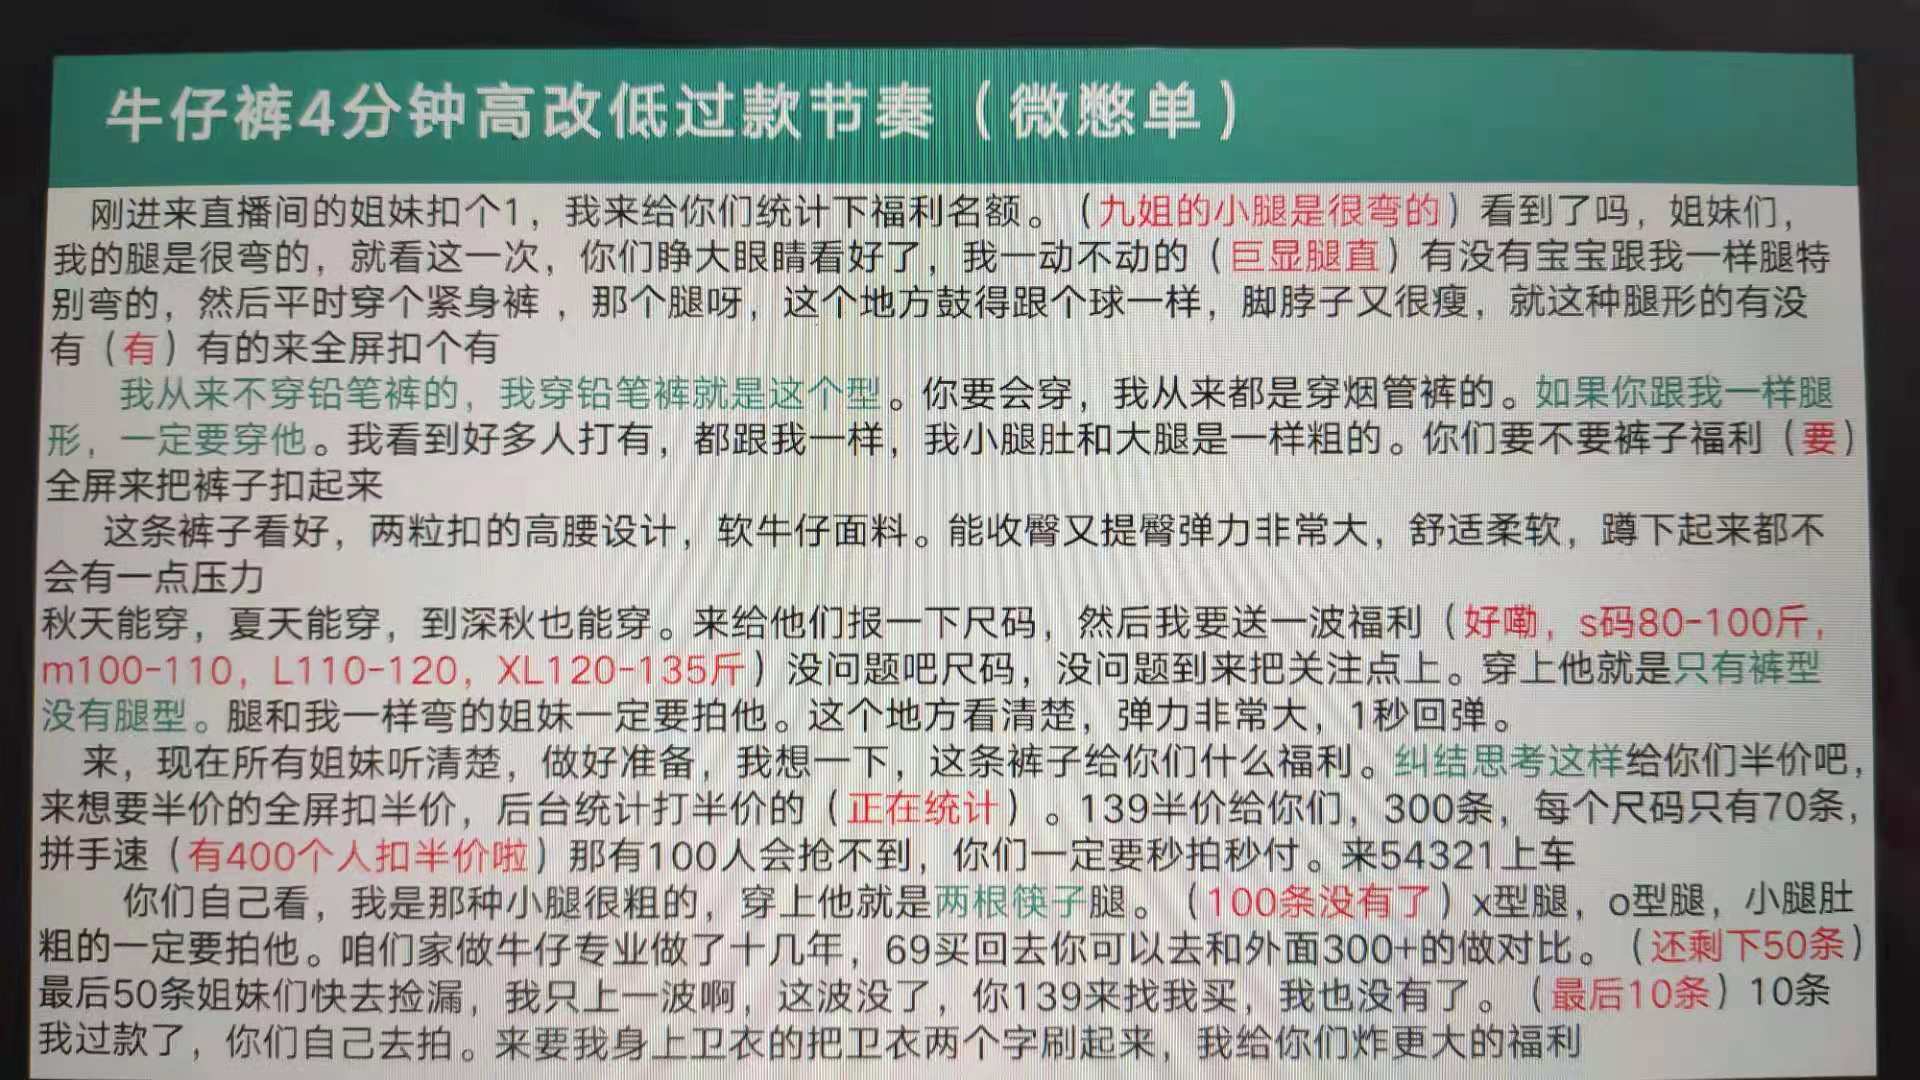 牛仔裤4分钟高改低过款节奏（微憋单）
刚进来直播间的姐妹扣个1，我来给你们统计下福利名额。（九姐的小腿是很弯的）看到了吗，姐妹们，
我的腿是很弯的，就看这一次，你们睁大眼睛看好了，我一动不动的（巨显腿直）有没有宝宝跟我一样腿特
别弯的，然后平时穿个紧身裤 ，那个腿呀，这个地方鼓得跟个球一样，脚脖子又很瘦，就这种腿形的有没
有（有）有的来全屏扣个有
我从来不穿铅笔裤的，我穿铅笔裤就是这个型。你要会穿，我从来都是穿烟管裤的。如果你跟我一样腿
形，一定要穿他。我看到好多人打有，都跟我一样，我小腿肚和大腿是一样粗的。你们要不要裤子福利（要）
全屏来把裤子扣起来
这条裤子看好，两粒扣的高腰设计，软牛仔面料。能收臀又提臀弹力非常大，舒适柔软，蹲下起来都不
会有一点压力
秋天能穿，夏天能穿，到深秋也能穿。来给他们报一下尺码，然后我要送一波福利（好嘞，s码80-100斤，
m100-110，L110-120，XL120-135斤）没问题吧尺码，没问题到来把关注点上。穿上他就是只有裤型
没有腿型。腿和我一样弯的姐妹一定要拍他。这个地方看清楚，弹力非常大，1秒回弹。
来，现在所有姐妹听清楚，做好准备，我想一下，这条裤子给你们什么福利。纠结思考这样给你们半价吧，
来想要半价的全屏扣半价，后台统计打半价的（正在统计）。139半价给你们，300条，每个尺码只有70条，
拼手速（有400个人扣半价啦）那有100人会抢不到，你们一定要秒拍秒付。来54321上车
你们自己看，我是那种小腿很粗的，穿上他就是两根筷子腿。（100条没有了）x型腿，o型腿，小腿肚
粗的一定要拍他。咱们家做牛仔专业做了十几年，69买回去你可以去和外面300+的做对比。（还剩下50条）
最后50条姐妹们快去捡漏，我只上一波啊，这波没了，你139来找我买，我也没有了。（最后10条）10条
我过款了，你们自己去拍。来要我身上卫衣的把卫衣两个字刷起来，我给你们炸更大的福利